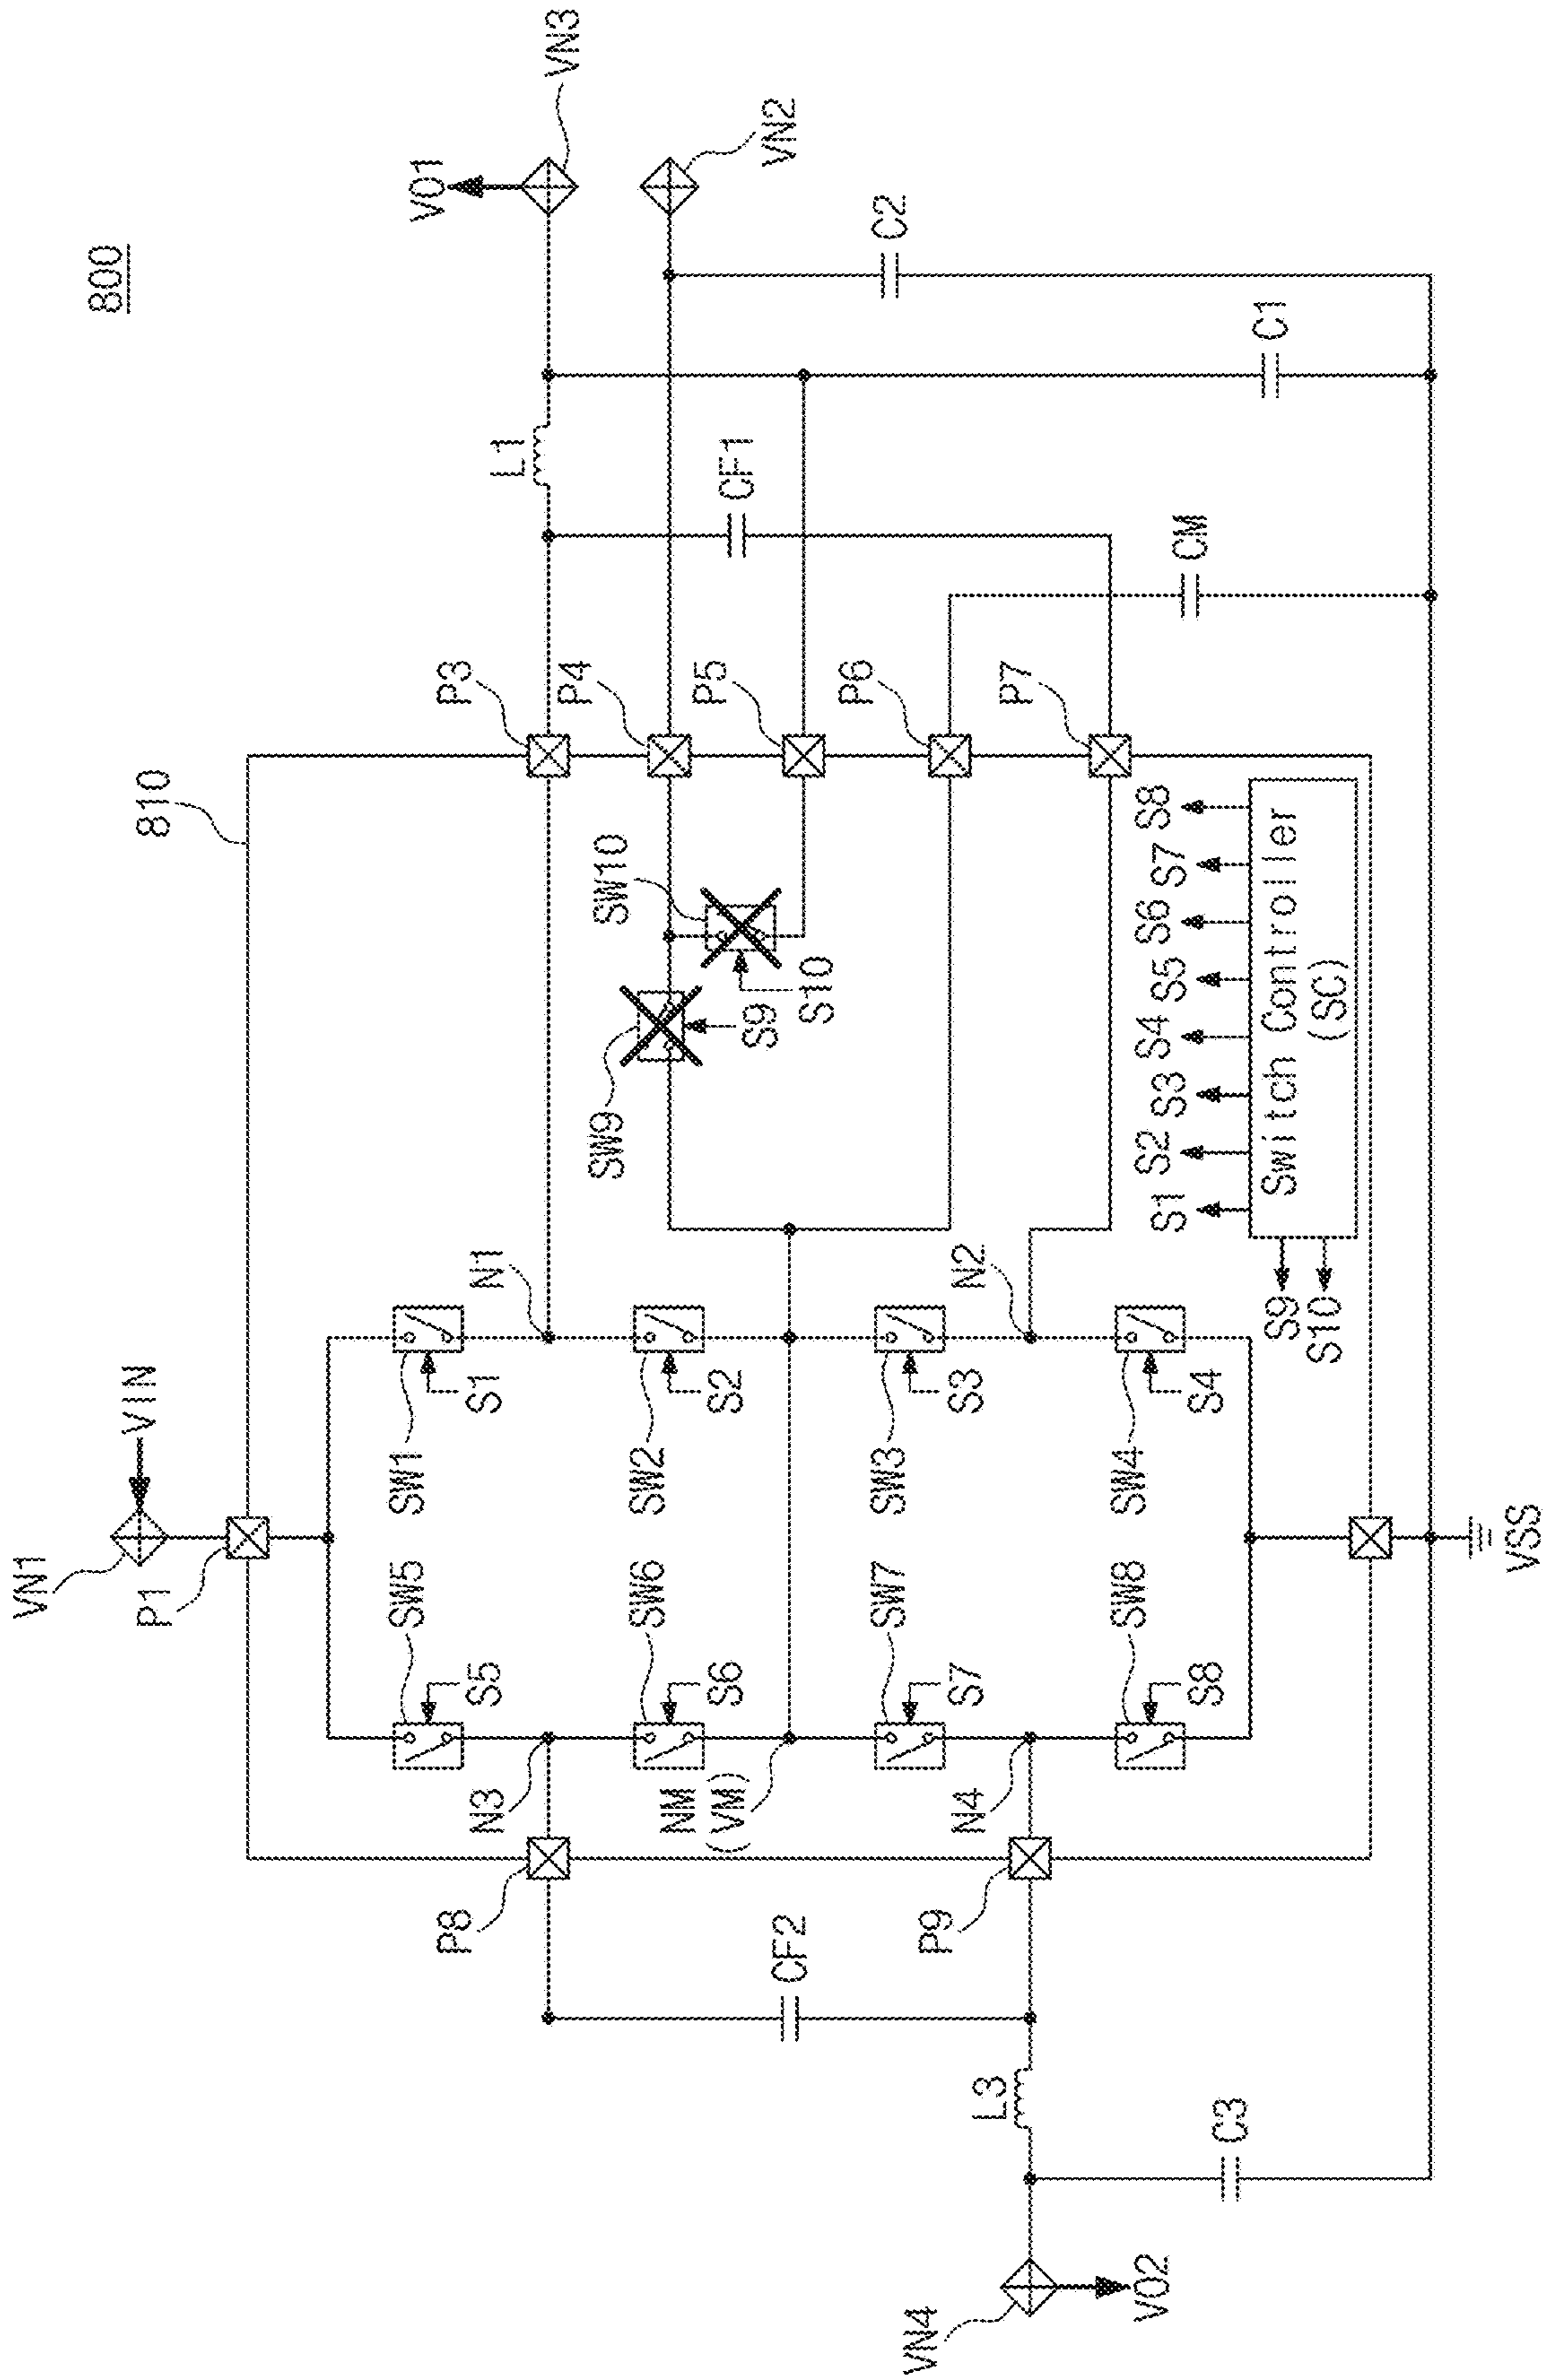 800
VN1
VIN
P1
810
SW5
S5
SW1
S1
N1
N3
SW6
S6
SW2
S2
NM
(VM)
SW7
S7
SW3
S3
N2
N4
SW8
S8
SW4
S4
SW9
S9
SW10
S10
P3
P4
P5
P6
P7
P8
P9
L1
VO1
VN3
VN2
CF1
CM
C1
C2
CF2
L3
C3
VN4
VO2
S1
S2
S3
S4
S5
S6
S7
S8
S9
S10
Switch Controller
(SC)
VSS